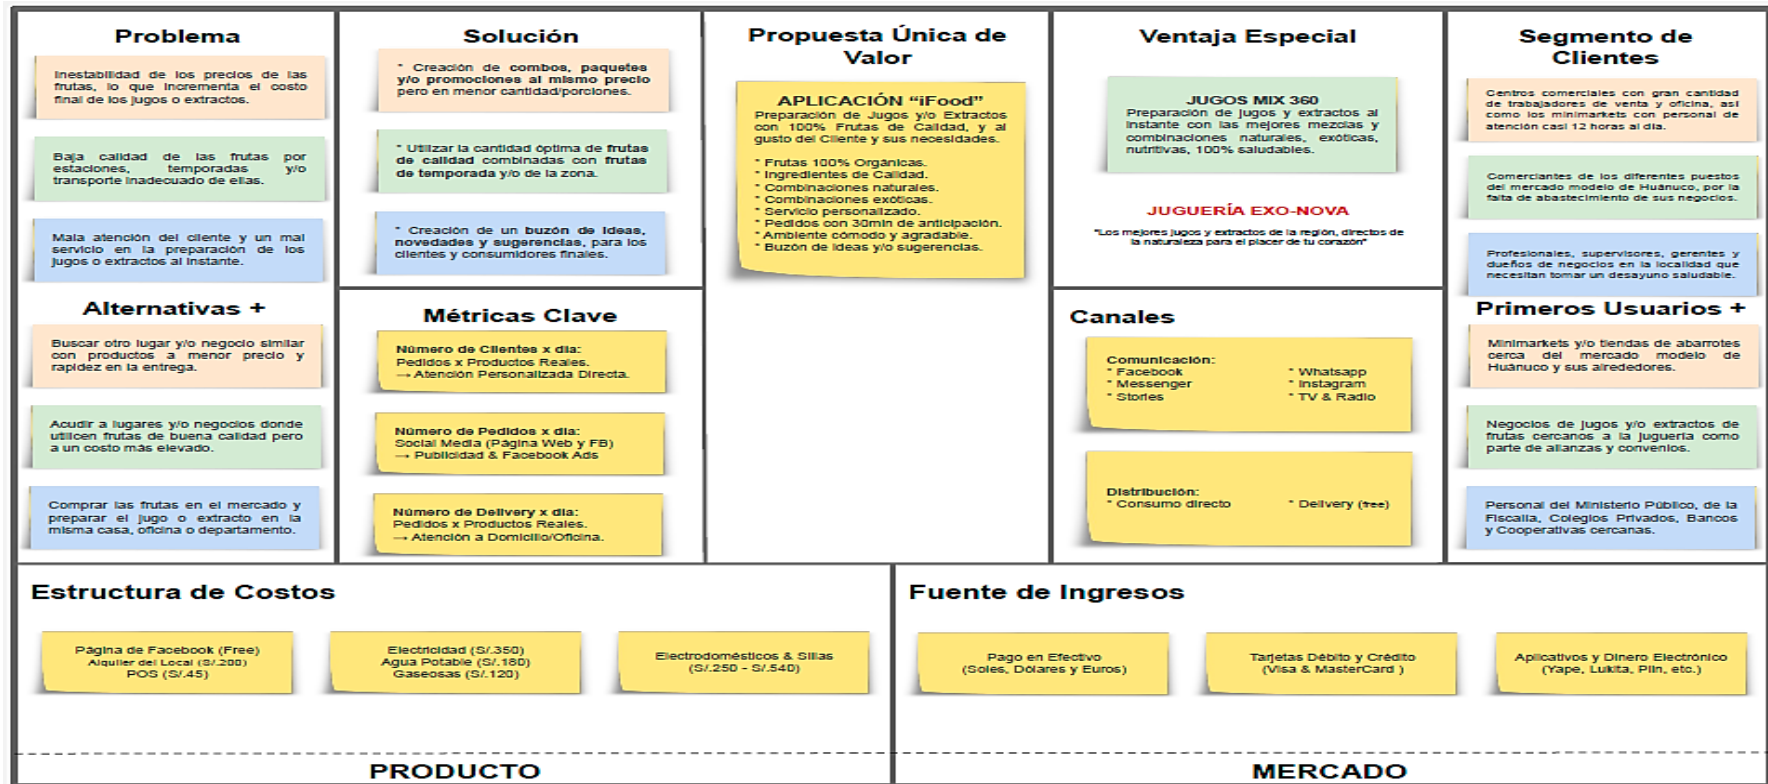 Problema
Inestabilidad de los precios de las
frutas, lo que incrementa el costo
final de los jugos o extractos.
Baja calidad de las frutas por
estaciones, temporadas y/o
transporte inadecuado de ellas.
Mala atención del cliente y un mal
servicio en la preparación de los
jugos o extractos al instante.
Alternativas +
Buscar otro lugar y/o negocio similar
con productos a menor precio y
rapidez en la entrega.
Acudir a lugares y/o negocios donde
utilicen frutas de buena calidad pero
a un costo más elevado.
Comprar las frutas en el mercado y
preparar el jugo o extracto en la
misma casa, oficina o departamento.
Solución
* Creación de combos, paquetes
y/o promociones al mismo precio
pero en menor cantidad/porciones.
* Utilizar la cantidad óptima de frutas
de calidad combinadas con frutas
de temporada y/o de la zona.
* Creación de un buzón de ideas,
novedades y sugerencias, para los
clientes y consumidores finales.
Métricas Clave
Número de Clientes x dia:
Pedidos x Productos Reales.
→ Atención Personalizada Directa.
Número de Pedidos x dia:
Social Media (Página Web y FB)
→ Publicidad & Facebook Ads
Número de Delivery x dia:
Pedidos x Productos Reales.
→ Atención a Domicilio/Oficina.
Propuesta Única de
Valor
APLICACIÓN “iFood”
Preparación de Jugos y/o Extractos
con 100% Frutas de Calidad, y al
gusto del Cliente y sus necesidades.
* Frutas 100% Orgánicas.
* Ingredientes de Calidad.
* Combinaciones naturales.
* Combinaciones exóticas.
* Servicio personalizado.
* Pedidos con 30min de anticipación.
* Ambiente cómodo y agradable.
* Buzón de Ideas y/o sugerencias.
Ventaja Especial
JUGOS MIX 360
Preparación de jugos y extractos al
instante con las mejores mezclas y
combinaciones naturales, exóticas,
nutritivas, 100% saludables.
JUGUERÍA EXO-NOVA
"Los mejores jugos y extractos de la región, directos de
la naturaleza para el placer de tu corazón"
Canales
Comunicación:
* Facebook * Whatsapp
* Messenger * Instagram
* Stories * TV & Radio
Distribución:
* Consumo directo * Delivery (free)
Segmento de
Clientes
Centros comerciales con gran cantidad
de trabajadores de venta y oficina, así
como los minimarkets con personal de
atención casi 12 horas al día.
Comerciantes de los diferentes puestos
del mercado modelo de Huánuco, por la
falta de abastecimiento de sus negocios.
Profesionales, supervisores, gerentes y
dueños de negocios en la localidad que
necesitan tomar un desayuno saludable.
Primeros Usuarios +
Minimarkets y/o tiendas de abarrotes
cerca del mercado modelo de
Huánuco y sus alrededores.
Negocios de jugos y/o extractos de
frutas cercanos a la juguería como
parte de alianzas y convenios.
Personal del Ministerio Público, de la
Fiscalía, Colegios Privados, Bancos
y Cooperativas cercanas.
Estructura de Costos
Página de Facebook (Free)
Alquiler del Local (S/.200)
POS (S/.45)
Electricidad (S/.350)
Agua Potable (S/.180)
Gaseosas (S/.120)
Electrodomésticos & Sillas
(S/.250 - S/.540)
Fuente de Ingresos
Pago en Efectivo
(Soles, Dólares y Euros)
Tarjetas Débito y Crédito
(Visa & MasterCard )
Aplicativos y Dinero Electrónico
(Yape, Lukita, Plin, etc.)
PRODUCTO
MERCADO